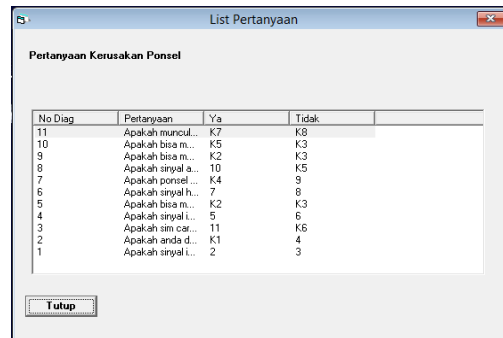 List Pertanyaan
Pertanyaan Kerusakan Ponsel
No Diag Pertanyaan Ya Tidak
11 Apakah muncul... K7 K8
10 Apakah bisa m... K5 K3
9 Apakah bisa m... K2 K3
8 Apakah sinyal a... 10 K5
7 Apakah ponsel ... K4 9
6 Apakah sinyal h... 7 8
5 Apakah bisa m... K2 K3
4 Apakah sinyal i... 5 6
3 Apakah sim car... 11 K6
2 Apakah anda d... K1 4
1 Apakah sinyal i... 2 3
Tutup